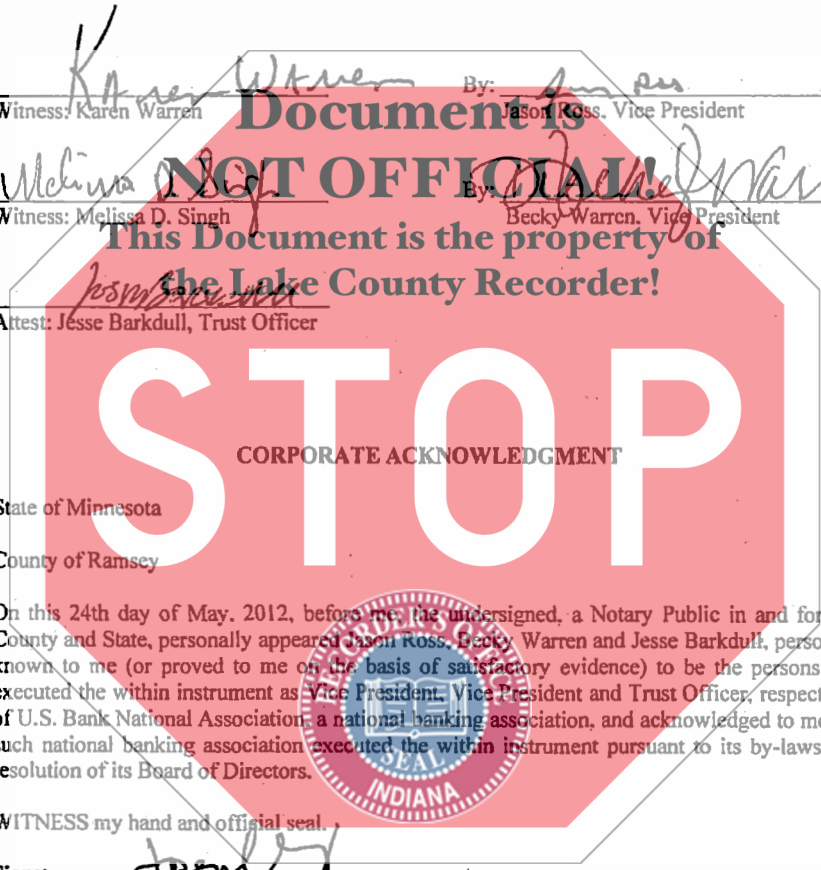 Karen Warren By:
Witness: Karen Warren Jason Ross, Vice President
Document is
NOT OFFICIAL!
Melissa D. Singh By:
Witness: Melissa D. Singh Becky Warren, Vice President
This Document is the property of
the Lake County Recorder!
Attest: Jesse Barkdull, Trust Officer
STOP
CORPORATE ACKNOWLEDGMENT
State of Minnesota
County of Ramsey
On this 24th day of May, 2012, before me, the undersigned, a Notary Public in and for
County and State, personally appeared Jason Ross, Becky Warren and Jesse Barkdull, perso
known to me (or proved to me on the basis of satisfactory evidence) to be the persons
executed the within instrument as Vice President, Vice President and Trust Officer, respect
of U.S. Bank National Association, a national banking association, and acknowledged to me
such national banking association executed the within instrument pursuant to its by-laws
resolution of its Board of Directors.
RECORDER'S OFFICE
SEAL
INDIANA
WITNESS my hand and official seal.